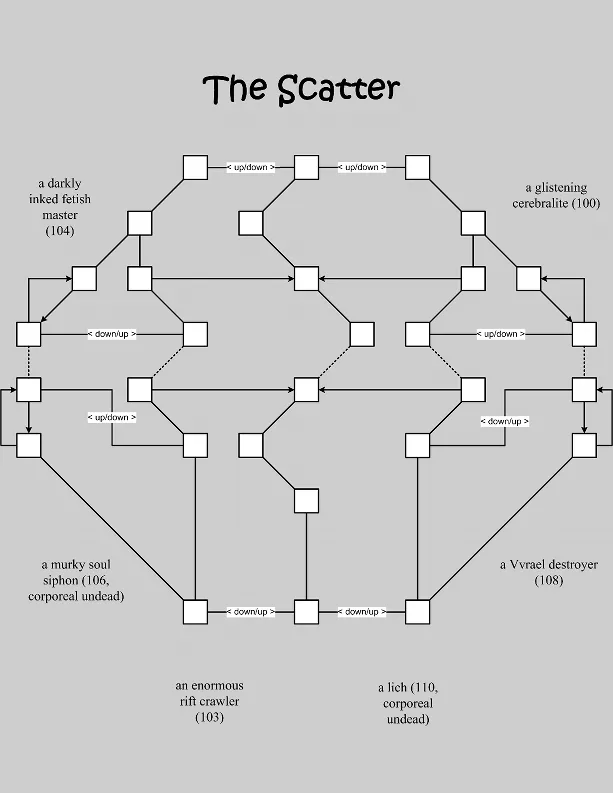 The Scatter
< up/down >
< up/down >
a darkly
inked fetish
master
(104)
a glistening
cerebralite (100)
< down/up >
< up/down >
< up/down >
< down/up >
a murky soul
siphon (106,
corporeal undead)
a Vvrael destroyer
(108)
< down/up >
< down/up >
an enormous
rift crawler
(103)
a lich (110,
corporeal
undead)